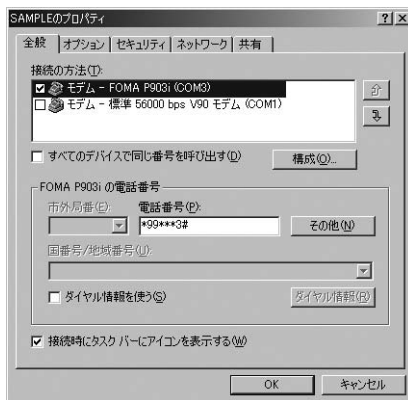 SAMPLEのプロパティ
全般 オプション セキュリティ ネットワーク 共有
接続の方法(T):
モデム - FOMA P903i (COM3)
モデム - 標準 56000 bps V90 モデム (COM1)
すべてのデバイスで同じ番号を呼び出す(D) 構成(O)...
FOMA P903i の電話番号
市外局番(E): 電話番号(P):
*99***3# その他(N)
国番号/地域番号(U):
ダイヤル情報を使う(S) ダイヤル情報(R)
接続時にタスク バーにアイコンを表示する(W)
OK キャンセル